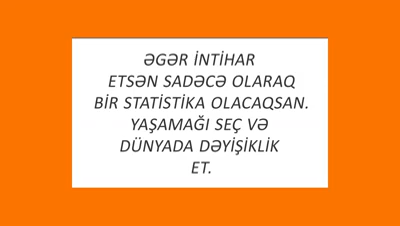 ƏGƏR İNTİHAR
ETSƏN SADƏCƏ OLARAQ
BİR STATİSTİKA OLACAQSAN.
YAŞAMAĞI SEÇ VƏ
DÜNYADA DƏYİŞİKLİK
ET.